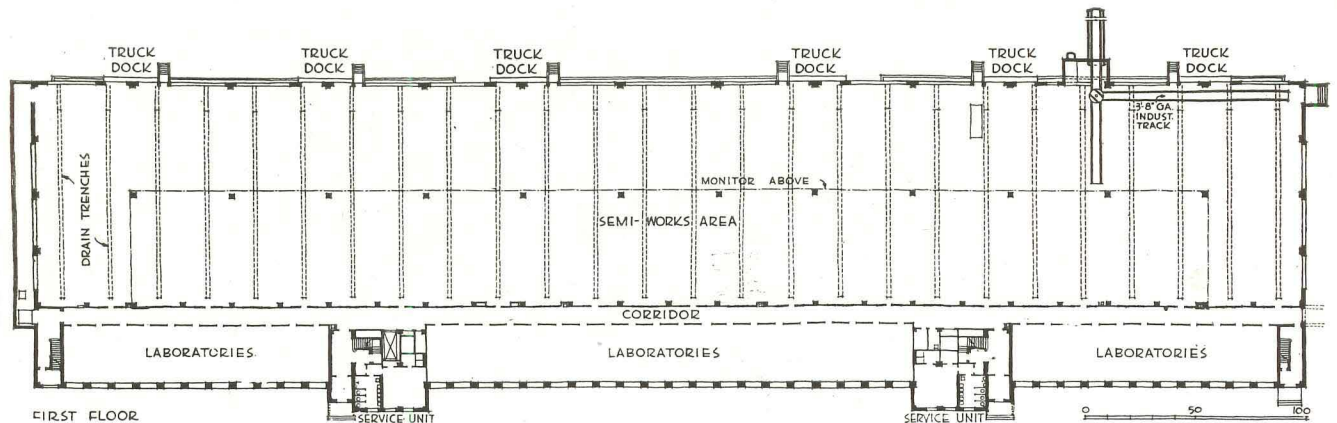 TRUCK
DOCK
TRUCK
DOCK
TRUCK
DOCK
TRUCK
DOCK
TRUCK
DOCK
TRUCK
DOCK
3'-8" GA.
INDUST.
TRACK
DRAIN TRENCHES
MONITOR ABOVE
SEMI-WORKS AREA
CORRIDOR
LABORATORIES
LABORATORIES
LABORATORIES
FIRST FLOOR
SERVICE UNIT
SERVICE UNIT
0 50 100